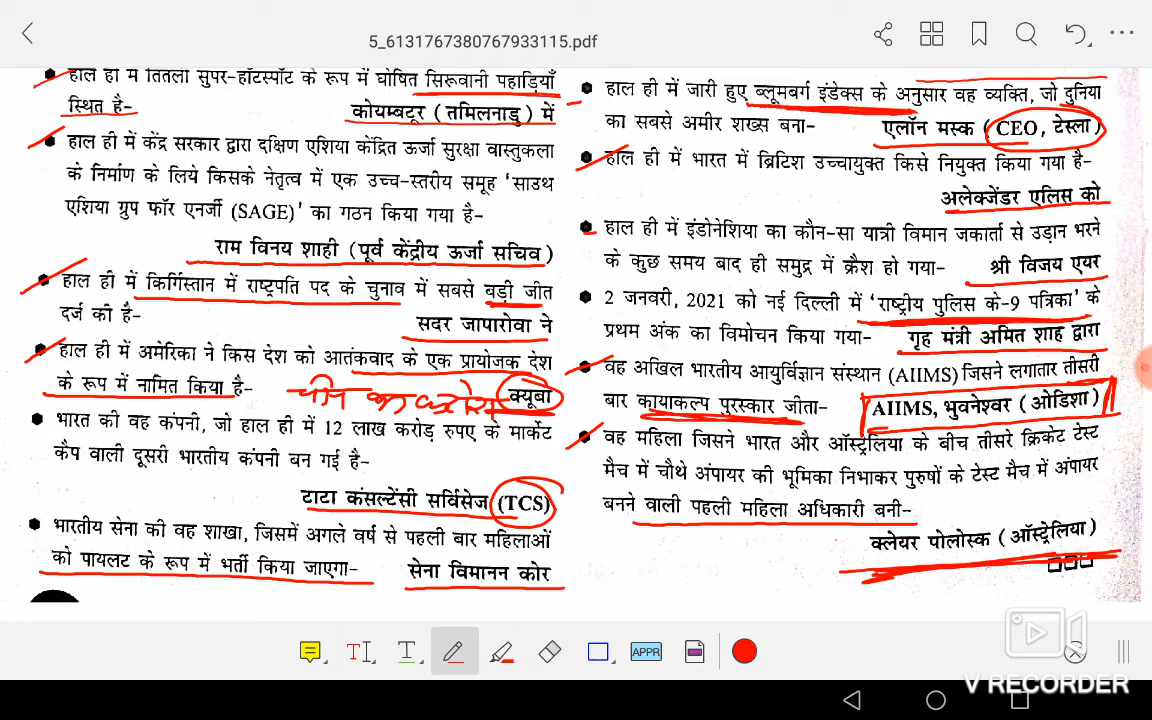 5_6131767380767933115.pdf
हाल ही में तितली सुपर-हॉटस्पॉट के रूप में घोषित सिरूवानी पहाड़ियाँ
स्थित है-
कोयम्बटूर (तमिलनाडु) में
हाल ही में केंद्र सरकार द्वारा दक्षिण एशिया केंद्रित ऊर्जा सुरक्षा वास्तुकला
के निर्माण के लिये किसके नेतृत्व में एक उच्च-स्तरीय समूह 'साउथ
एशिया ग्रुप फॉर एनर्जी (SAGE)' का गठन किया गया है-
राम विनय शाही (पूर्व केंद्रीय ऊर्जा सचिव)
हाल ही में किर्गिस्तान में राष्ट्रपति पद के चुनाव में सबसे बड़ी जीत
दर्ज की है-
सदर जापारोवा ने
हाल ही में अमेरिका ने किस देश को आतंकवाद के एक प्रायोजक देश
के रूप में नामित किया है-
क्यूबा
भारत की वह कंपनी, जो हाल ही में 12 लाख करोड़ रुपए के मार्केट
कैप वाली दूसरी भारतीय कंपनी बन गई है-
टाटा कंसल्टेंसी सर्विसेज (TCS)
भारतीय सेना की वह शाखा, जिसमें अगले वर्ष से पहली बार महिलाओं
को पायलट के रूप में भर्ती किया जाएगा-
सेना विमानन कोर
हाल ही में जारी हुए ब्लूमबर्ग इंडेक्स के अनुसार वह व्यक्ति, जो दुनिया
का सबसे अमीर शख्स बना-
एलॉन मस्क (CEO, टेस्ला)
हाल ही में भारत में ब्रिटिश उच्चायुक्त किसे नियुक्त किया गया है-
अलेक्जेंडर एलिस को
हाल ही में इंडोनेशिया का कौन-सा यात्री विमान जकार्ता से उड़ान भरने
के कुछ समय बाद ही समुद्र में क्रैश हो गया-
श्री विजय एयर
2 जनवरी, 2021 को नई दिल्ली में 'राष्ट्रीय पुलिस के-9 पत्रिका' के
प्रथम अंक का विमोचन किया गया-
गृह मंत्री अमित शाह द्वारा
वह अखिल भारतीय आयुर्विज्ञान संस्थान (AIIMS) जिसने लगातार तीसरी
बार कायाकल्प पुरस्कार जीता-
AIIMS, भुवनेश्वर (ओडिशा)
वह महिला जिसने भारत और ऑस्ट्रेलिया के बीच तीसरे क्रिकेट टेस्ट
मैच में चौथे अंपायर की भूमिका निभाकर पुरुषों के टेस्ट मैच में अंपायर
बनने वाली पहली महिला अधिकारी बनी-
क्लेयर पोलोस्क (ऑस्ट्रेलिया)
APPR
V RECORDER